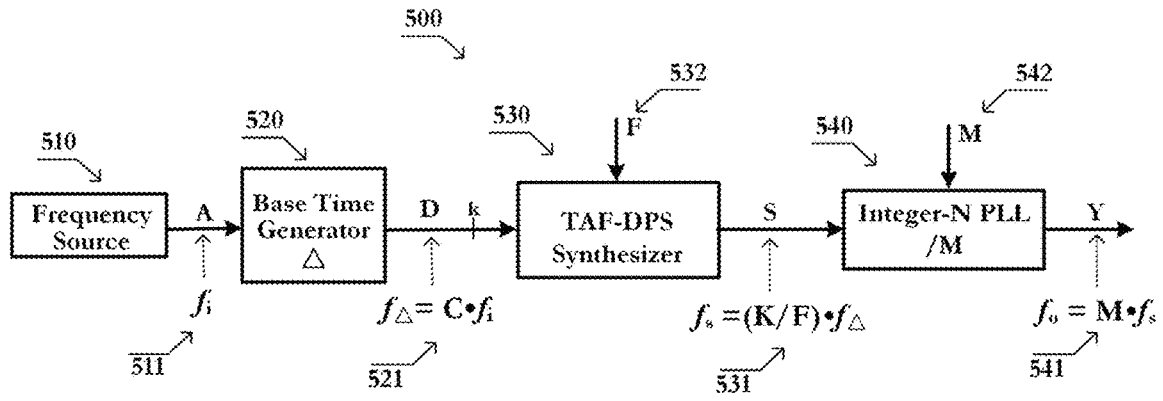 500
510
520
530
532
F
540
542
M
Frequency
Source
A
Base Time
Generator
△
D
k
TAF-DPS
Synthesizer
S
Integer-N PLL
/M
Y
fi
f△= C•fi
fs =(K/F)•f△
fo = M•fs
511
521
531
541